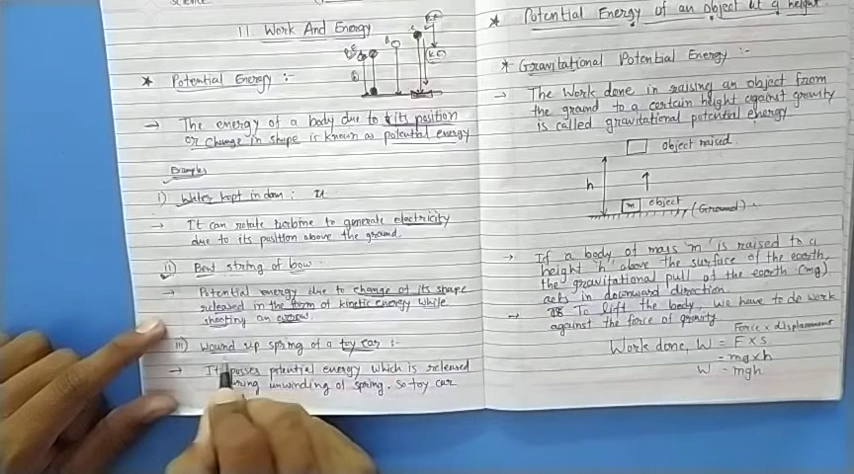 Science
11. Work And Energy
* Potential Energy :-
→ The energy of a body due to its position
or change in shape is known as potential energy
Examples
i) Water kept in dam :
→ It can rotate turbine to generate electricity
due to its position above the ground.
ii) Bent string of bow :
→ Potential energy due to change of its shape
released in the form of kinetic energy while
shooting an
iii) Wound up spring of a toy car :-
→ It posses potential energy which is released
unwinding of spring. So toy car
* Potential Energy of an object at a height.
* Gravitational Potential Energy :-
→ The Work done in raising an object from
the ground to a certain height against gravity
is called gravitational potential energy
object raised.
h
m object
(Ground)
→ If a body of mass 'm' is raised to a
height 'h' above the surface of the earth,
the gravitational pull of the earth (mg)
acts in downward direction.
→ To lift the body, we have to do work
against the force of gravity
Force x displacement
Work done, W = F x s
= mg x h
W = mgh.